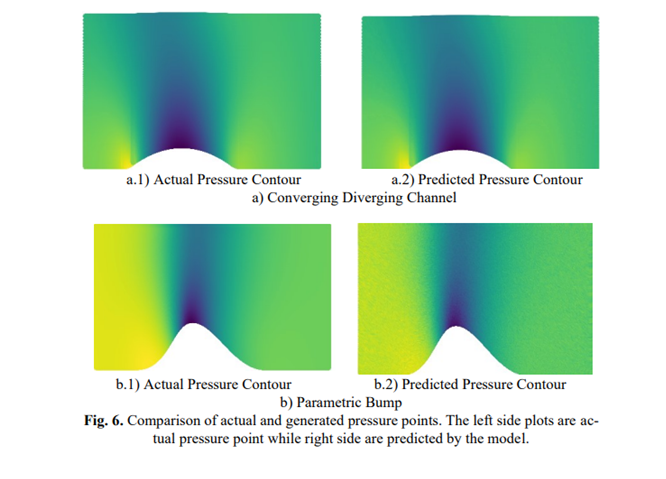 a.1) Actual Pressure Contour
a.2) Predicted Pressure Contour
a) Converging Diverging Channel
b.1) Actual Pressure Contour
b.2) Predicted Pressure Contour
b) Parametric Bump
Fig. 6. Comparison of actual and generated pressure points. The left side plots are ac-
tual pressure point while right side are predicted by the model.